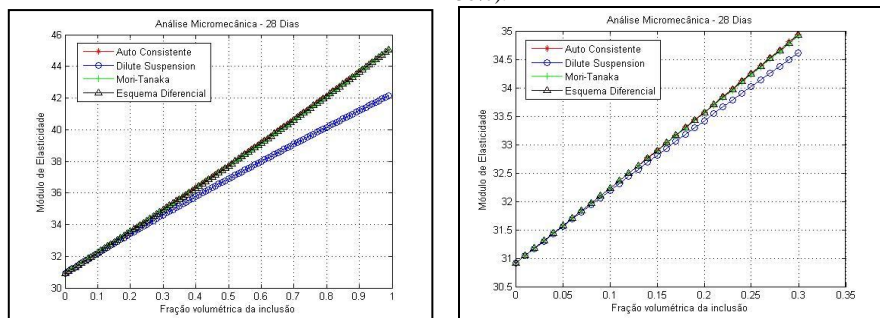 Análise Micromecânica - 28 Dias
46
44
42
40
38
36
34
32
30
Módulo de Elasticidade
Auto Consistente
Dilute Suspension
Mori-Tanaka
Esquema Diferencial
0 0.1 0.2 0.3 0.4 0.5 0.6 0.7 0.8 0.9 1
Fração volumétrica da inclusão
Análise Micromecânica - 28 Dias
35
34.5
34
33.5
33
32.5
32
31.5
31
30.5
Módulo de Elasticidade
Auto Consistente
Dilute Suspension
Mori-Tanaka
Esquema Diferencial
0 0.05 0.1 0.15 0.2 0.25 0.3 0.35
Fração volumétrica da inclusão